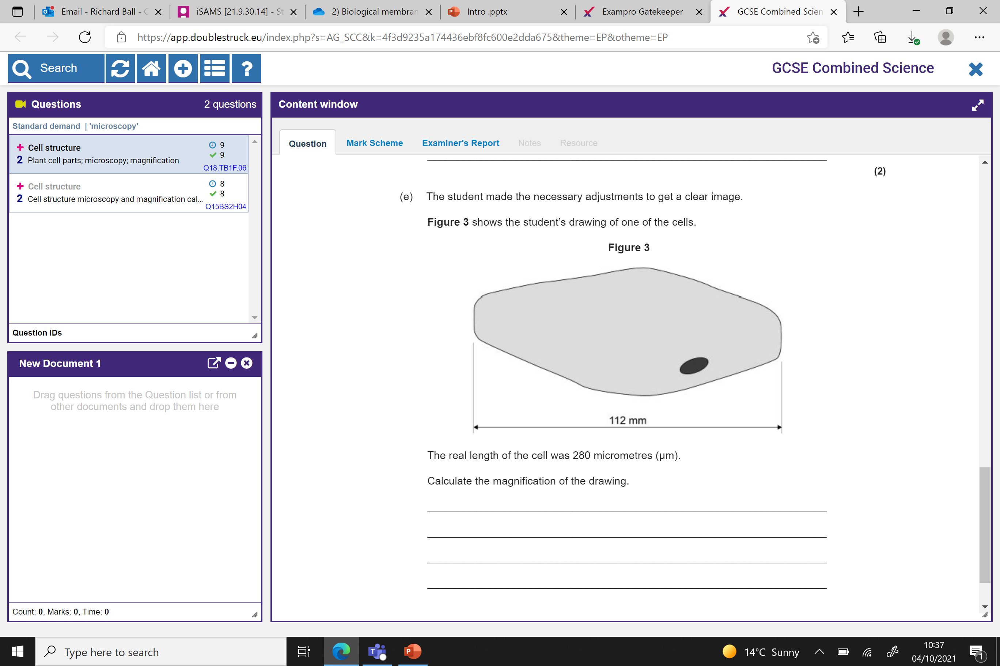 Email - Richard Ball - C
iSAMS [21.9.30.14] - St
2) Biological membran
Intro .pptx
Exampro Gatekeeper
GCSE Combined Scien
https://app.doublestruck.eu/index.php?s=AG_SCC&k=4f3d9235a174436ebf8fc600e2dda675&theme=EP&otheme=EP
Search
?
GCSE Combined Science
Questions
2 questions
Standard demand | 'microscopy'
Cell structure
9
2 Plant cell parts; microscopy; magnification
9
Q18.TB1F.06
Cell structure
8
2 Cell structure microscopy and magnification cal...
8
Q15BS2H04
Question IDs
New Document 1
Drag questions from the Question list or from
other documents and drop them here
Count: 0, Marks: 0, Time: 0
Content window
Question
Mark Scheme
Examiner's Report
Notes
Resource
(2)
(e) The student made the necessary adjustments to get a clear image.
Figure 3 shows the student’s drawing of one of the cells.
Figure 3
112 mm
The real length of the cell was 280 micrometres (µm).
Calculate the magnification of the drawing.
Type here to search
14°C Sunny
10:37
04/10/2021
1